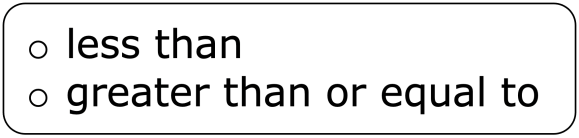 less than
greater than or equal to